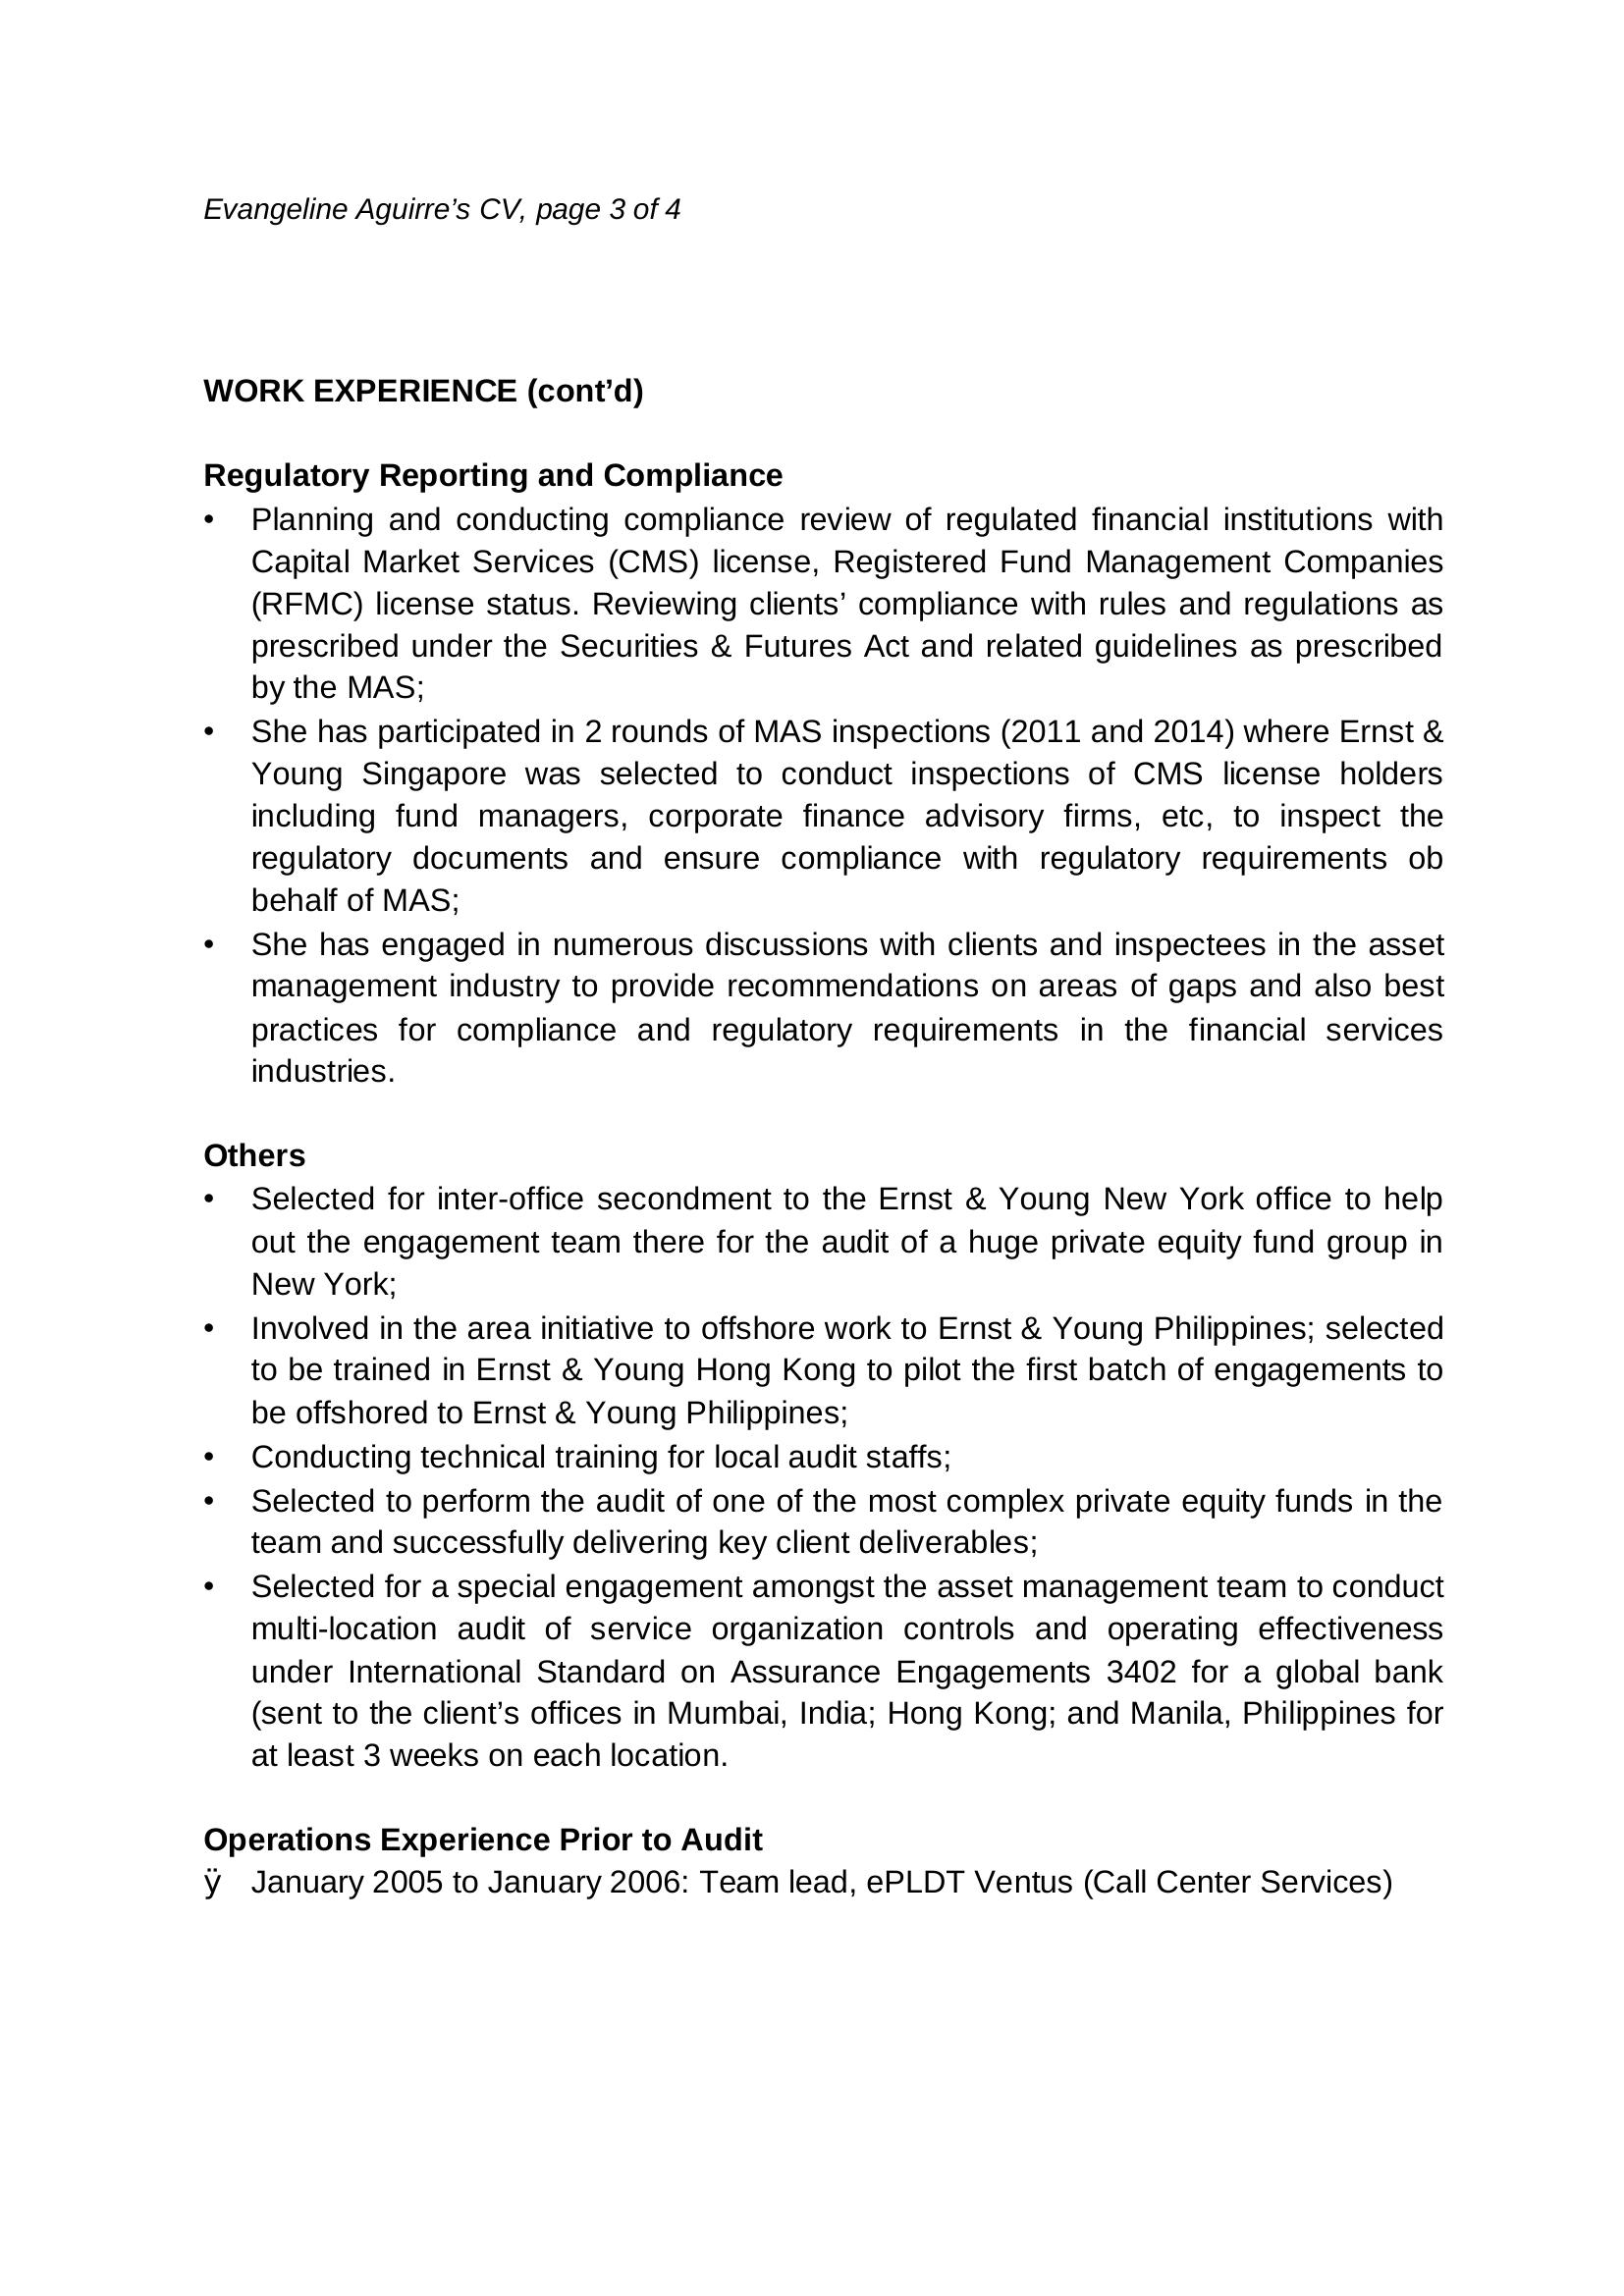 Evangeline Aguirre’s CV, page 3 of 4
WORK EXPERIENCE (cont’d)
Regulatory Reporting and Compliance
• Planning and conducting compliance review of regulated financial institutions with
Capital Market Services (CMS) license, Registered Fund Management Companies
(RFMC) license status. Reviewing clients’ compliance with rules and regulations as
prescribed under the Securities & Futures Act and related guidelines as prescribed
by the MAS;
• She has participated in 2 rounds of MAS inspections (2011 and 2014) where Ernst &
Young Singapore was selected to conduct inspections of CMS license holders
including fund managers, corporate finance advisory firms, etc, to inspect the
regulatory documents and ensure compliance with regulatory requirements ob
behalf of MAS;
• She has engaged in numerous discussions with clients and inspectees in the asset
management industry to provide recommendations on areas of gaps and also best
practices for compliance and regulatory requirements in the financial services
industries.
Others
• Selected for inter-office secondment to the Ernst & Young New York office to help
out the engagement team there for the audit of a huge private equity fund group in
New York;
• Involved in the area initiative to offshore work to Ernst & Young Philippines; selected
to be trained in Ernst & Young Hong Kong to pilot the first batch of engagements to
be offshored to Ernst & Young Philippines;
• Conducting technical training for local audit staffs;
• Selected to perform the audit of one of the most complex private equity funds in the
team and successfully delivering key client deliverables;
• Selected for a special engagement amongst the asset management team to conduct
multi-location audit of service organization controls and operating effectiveness
under International Standard on Assurance Engagements 3402 for a global bank
(sent to the client’s offices in Mumbai, India; Hong Kong; and Manila, Philippines for
at least 3 weeks on each location.
Operations Experience Prior to Audit
ÿ January 2005 to January 2006: Team lead, ePLDT Ventus (Call Center Services)